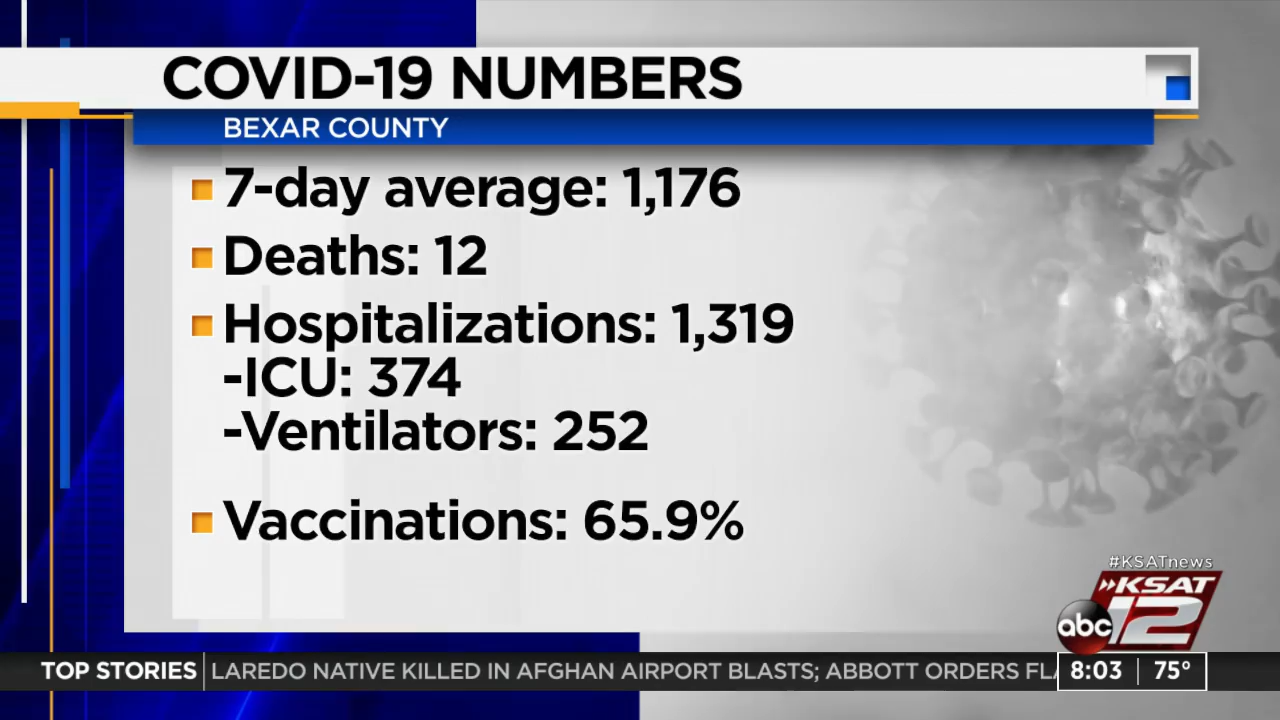 COVID-19 NUMBERS
BEXAR COUNTY
7-day average: 1,176
Deaths: 12
Hospitalizations: 1,319
-ICU: 374
-Ventilators: 252
Vaccinations: 65.9%
#KSATnews
KSAT
abc 12
TOP STORIES LAREDO NATIVE KILLED IN AFGHAN AIRPORT BLASTS; ABBOTT ORDERS FL
8:03 75°